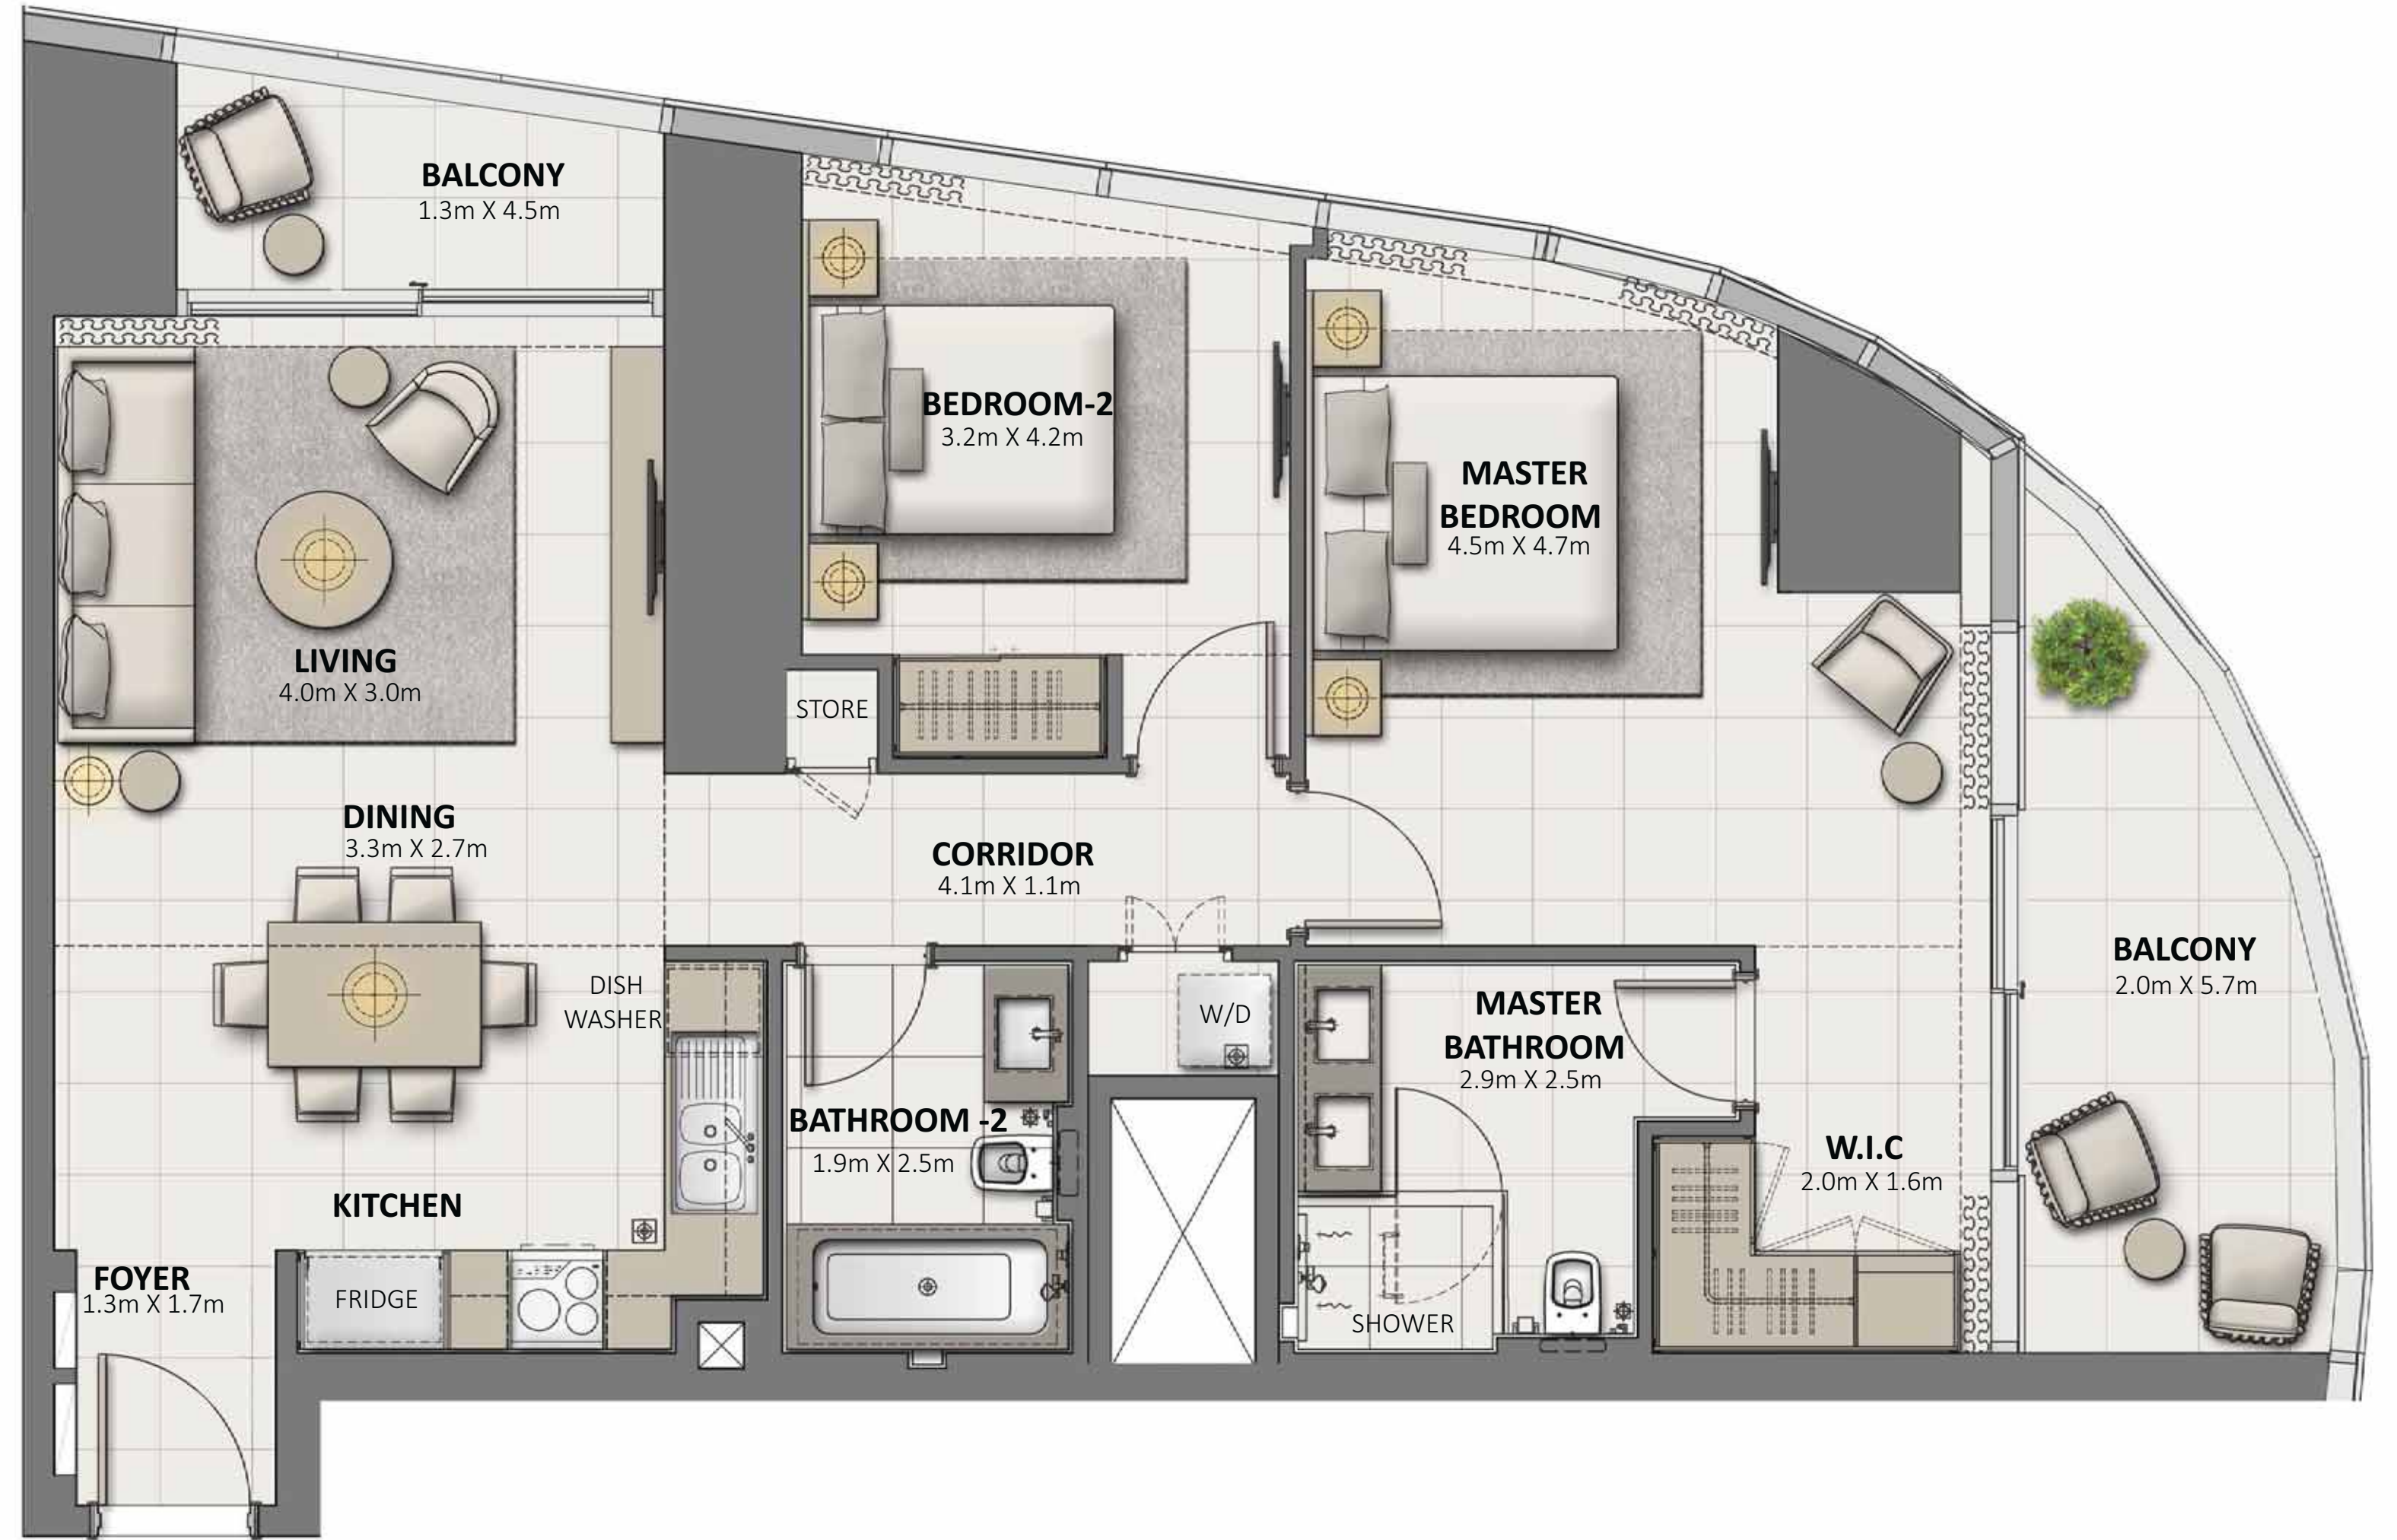 BALCONY
1.3m X 4.5m
BEDROOM-2
3.2m X 4.2m
MASTER
BEDROOM
4.5m X 4.7m
LIVING
4.0m X 3.0m
STORE
DINING
3.3m X 2.7m
CORRIDOR
4.1m X 1.1m
BALCONY
2.0m X 5.7m
DISH
WASHER
W/D
MASTER
BATHROOM
2.9m X 2.5m
BATHROOM -2
1.9m X 2.5m
W.I.C
2.0m X 1.6m
KITCHEN
FOYER
1.3m X 1.7m
FRIDGE
SHOWER